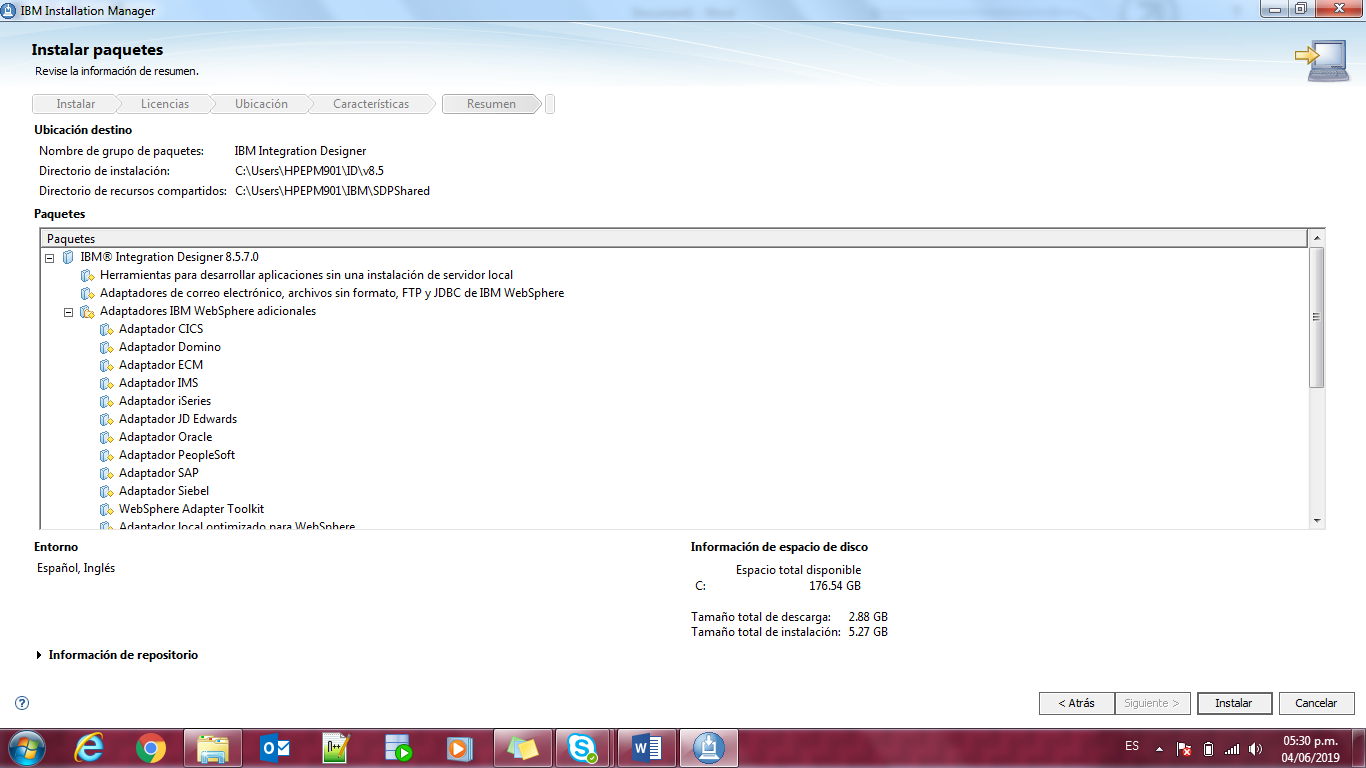 IBM Installation Manager
Instalar paquetes
Revise la información de resumen.
Instalar Licencias Ubicación Características Resumen
Ubicación destino
Nombre de grupo de paquetes: IBM Integration Designer
Directorio de instalación: C:\Users\HPEPM901\ID\v8.5
Directorio de recursos compartidos: C:\Users\HPEPM901\IBM\SDPShared
Paquetes
Paquetes
IBM® Integration Designer 8.5.7.0
Herramientas para desarrollar aplicaciones sin una instalación de servidor local
Adaptadores de correo electrónico, archivos sin formato, FTP y JDBC de IBM WebSphere
Adaptadores IBM WebSphere adicionales
Adaptador CICS
Adaptador Domino
Adaptador ECM
Adaptador IMS
Adaptador iSeries
Adaptador JD Edwards
Adaptador Oracle
Adaptador PeopleSoft
Adaptador SAP
Adaptador Siebel
WebSphere Adapter Toolkit
Adaptador local optimizado para WebSphere
Entorno
Español, Inglés
Información de espacio de disco
Espacio total disponible
C: 176.54 GB
Tamaño total de descarga: 2.88 GB
Tamaño total de instalación: 5.27 GB
Información de repositorio
< Atrás Siguiente > Instalar Cancelar
ES
05:30 p.m.
04/06/2019